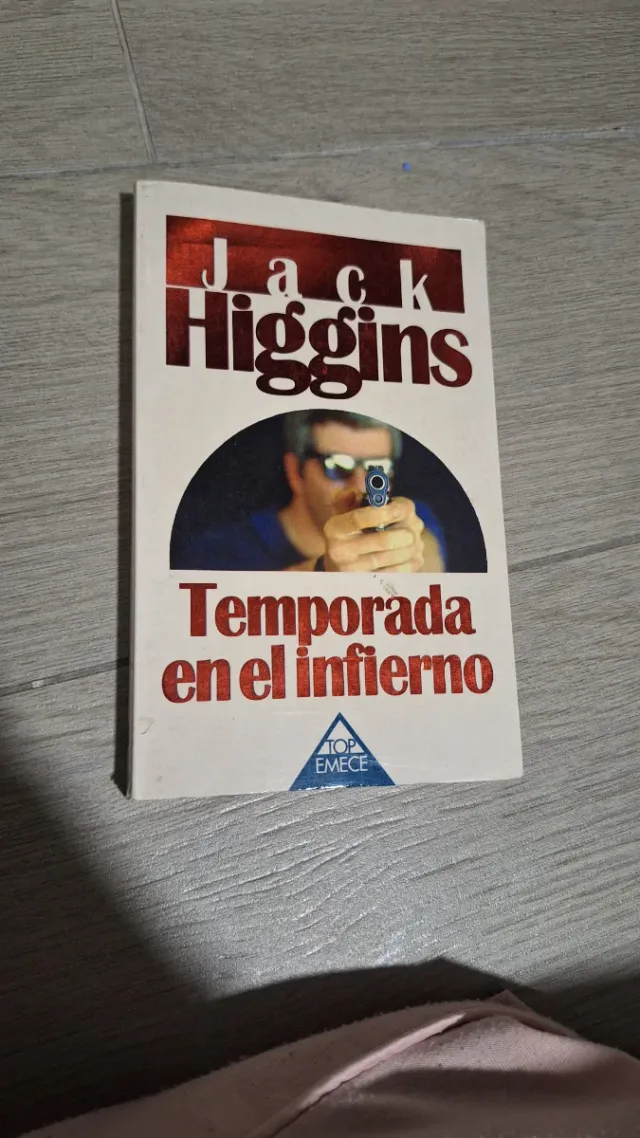 Jack
Higgins
Temporada
en el infierno
TOP
EMECE